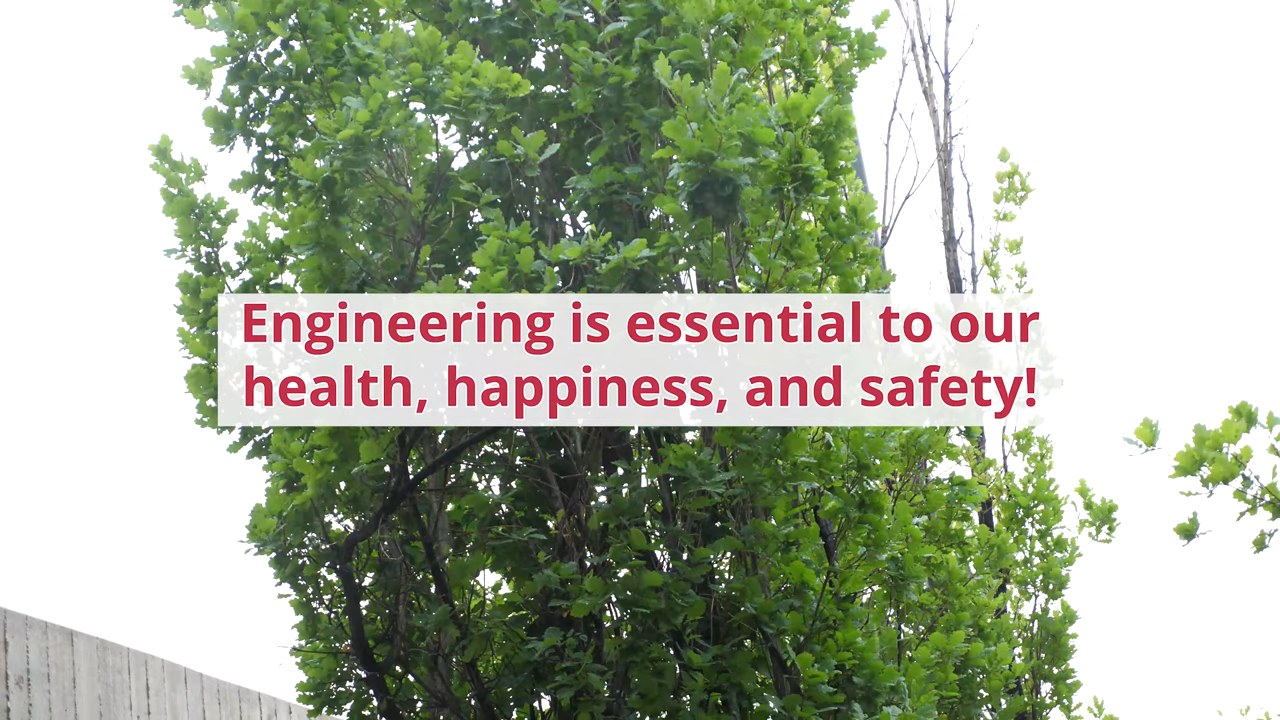 Engineering is essential to our
health, happiness, and safety!